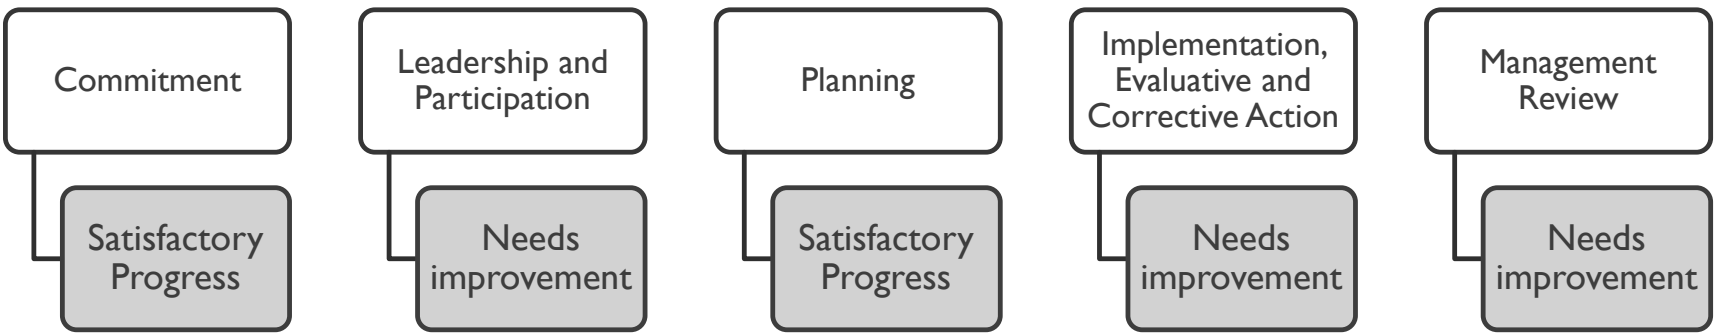 Commitment
Satisfactory
Progress
Leadership and
Participation
Needs
improvement
Planning
Satisfactory
Progress
Implementation,
Evaluative and
Corrective Action
Needs
improvement
Management
Review
Needs
improvement